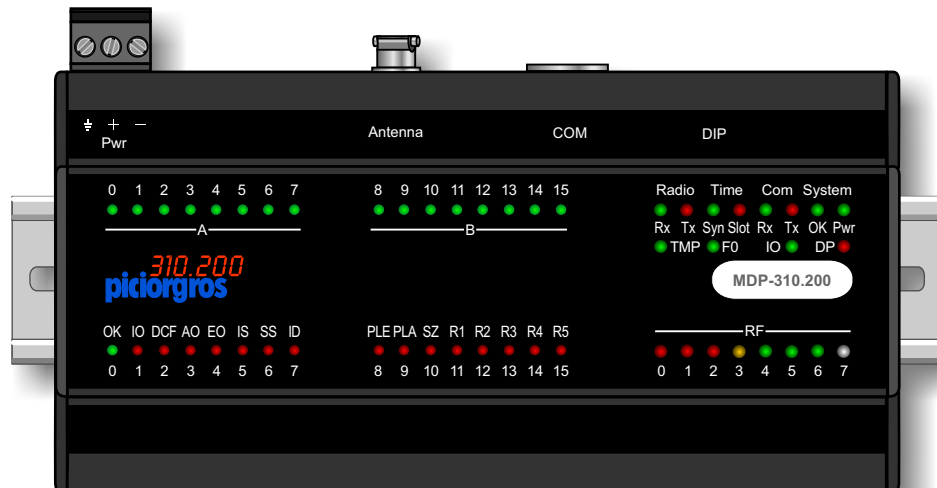 + −
Pwr
Antenna COM DIP
0 1 2 3 4 5 6 7
8 9 10 11 12 13 14 15
Radio Time Com System
A
B
Rx Tx Syn Slot Rx Tx OK Pwr
TMP F0 IO DP
310.200
piciorgros
MDP-310.200
OK IO DCF AO EO IS SS ID
PLE PLA SZ R1 R2 R3 R4 R5
RF
0 1 2 3 4 5 6 7
8 9 10 11 12 13 14 15
0 1 2 3 4 5 6 7